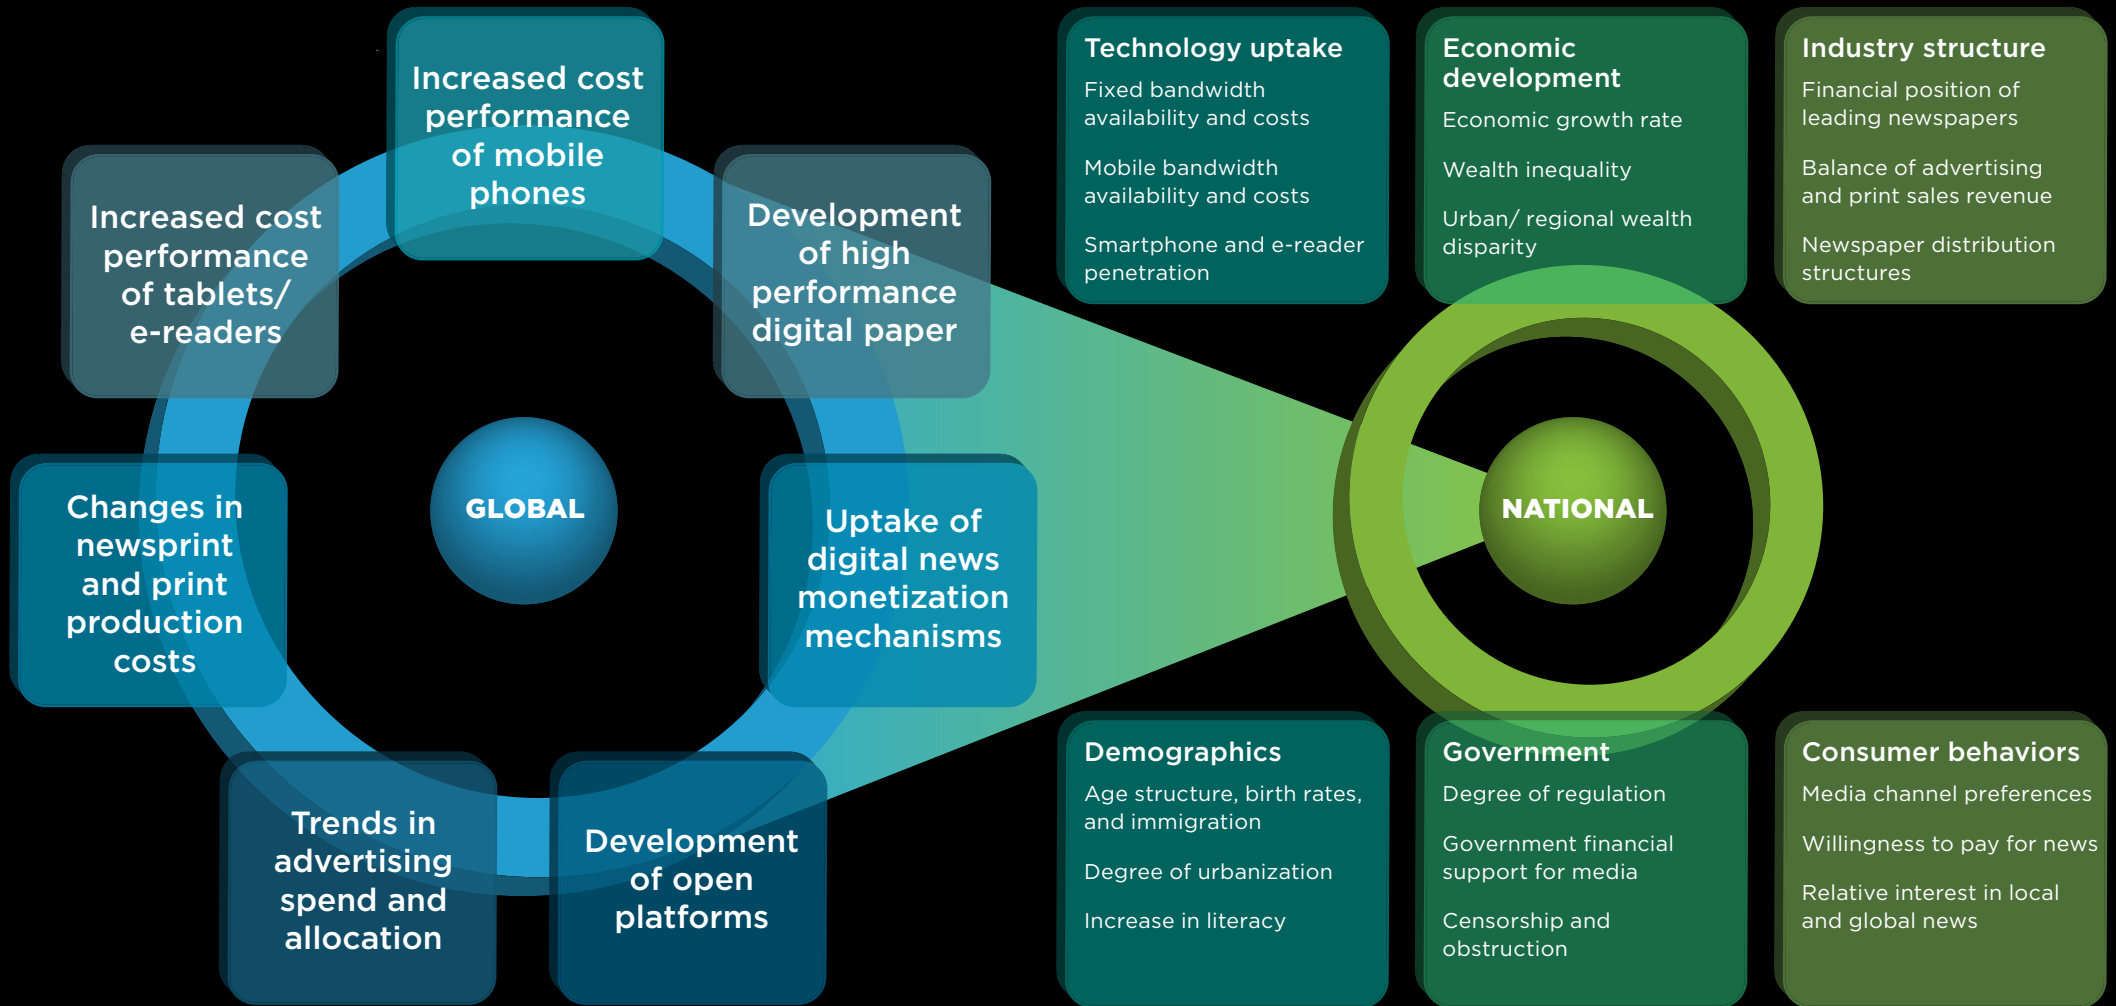 Increased cost
performance
of mobile
phones
Increased cost
performance
of tablets/
e-readers
Development
of high
performance
digital paper
GLOBAL
Changes in
newsprint
and print
production
costs
Uptake of
digital news
monetization
mechanisms
Trends in
advertising
spend and
allocation
Development
of open
platforms
Technology uptake
Fixed bandwidth
availability and costs
Mobile bandwidth
availability and costs
Smartphone and e-reader
penetration
Economic
development
Economic growth rate
Wealth inequality
Urban/ regional wealth
disparity
Industry structure
Financial position of
leading newspapers
Balance of advertising
and print sales revenue
Newspaper distribution
structures
NATIONAL
Demographics
Age structure, birth rates,
and immigration
Degree of urbanization
Increase in literacy
Government
Degree of regulation
Government financial
support for media
Censorship and
obstruction
Consumer behaviors
Media channel preferences
Willingness to pay for news
Relative interest in local
and global news